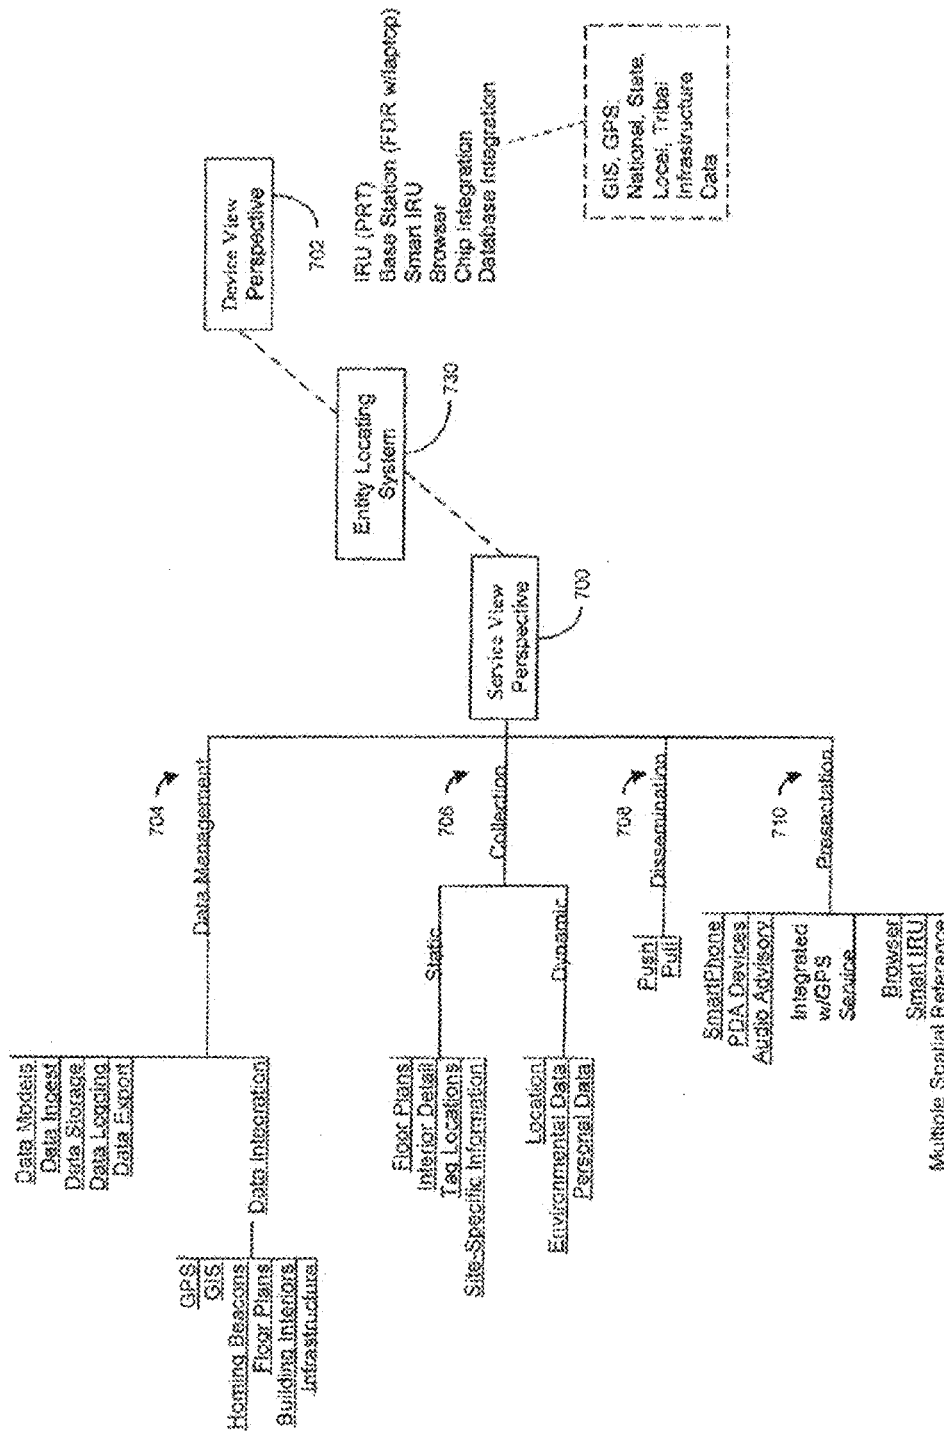 Device View
Perspective
702
IRU (PRT)
Base Station (FDR w/laptop)
Smart IRU
Browser
Chip Integration
Database Integration
GIS, GPS,
National, State,
Local, Tribal
Infrastructure
Data
Entity Locating
System
730
Service View
Perspective
700
704
Data Management
Data Models
Data Ingest
Data Storage
Data Logging
Data Export
Data Integration
GPS
GIS
Homing Beacons
Floor Plans
Building Interiors
Infrastructure
706
Collection
Static
Floor Plans
Interior Detail
Tag Locations
Site-Specific Information
Dynamic
Location
Environmental Data
Personal Data
708
Dissemination
Push
Pull
710
Presentation
SmartPhone
PDA Devices
Audio Advisory
Integrated
w/GPS
Service
Browser
Smart IRU
Multiple Spatial Reference